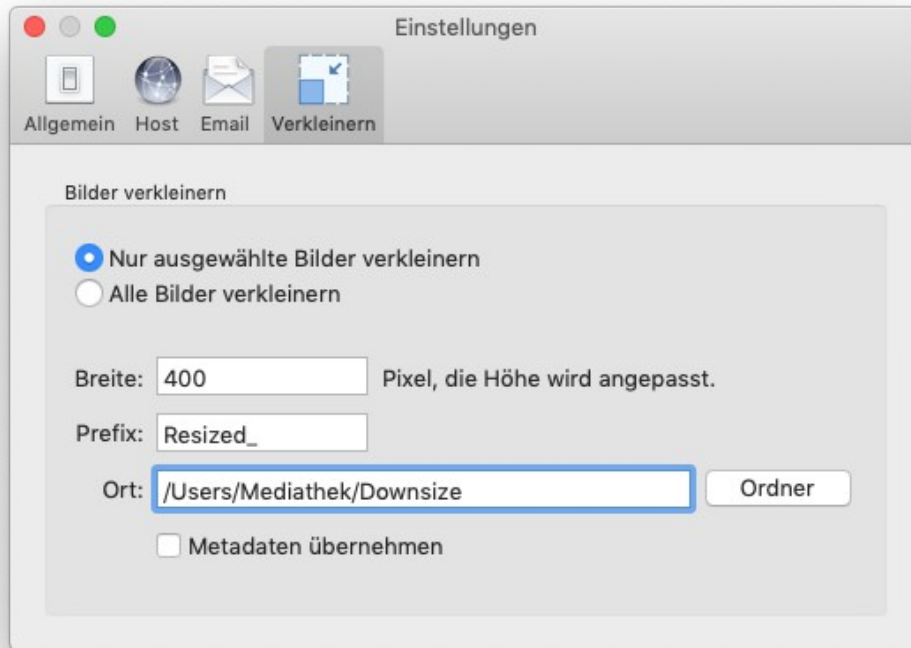 Einstellungen
Allgemein Host Email Verkleinern
Bilder verkleinern
Nur ausgewählte Bilder verkleinern
Alle Bilder verkleinern
Breite: 400 Pixel, die Höhe wird angepasst.
Prefix: Resized_
Ort: /Users/Mediathek/Downsize Ordner
Metadaten übernehmen